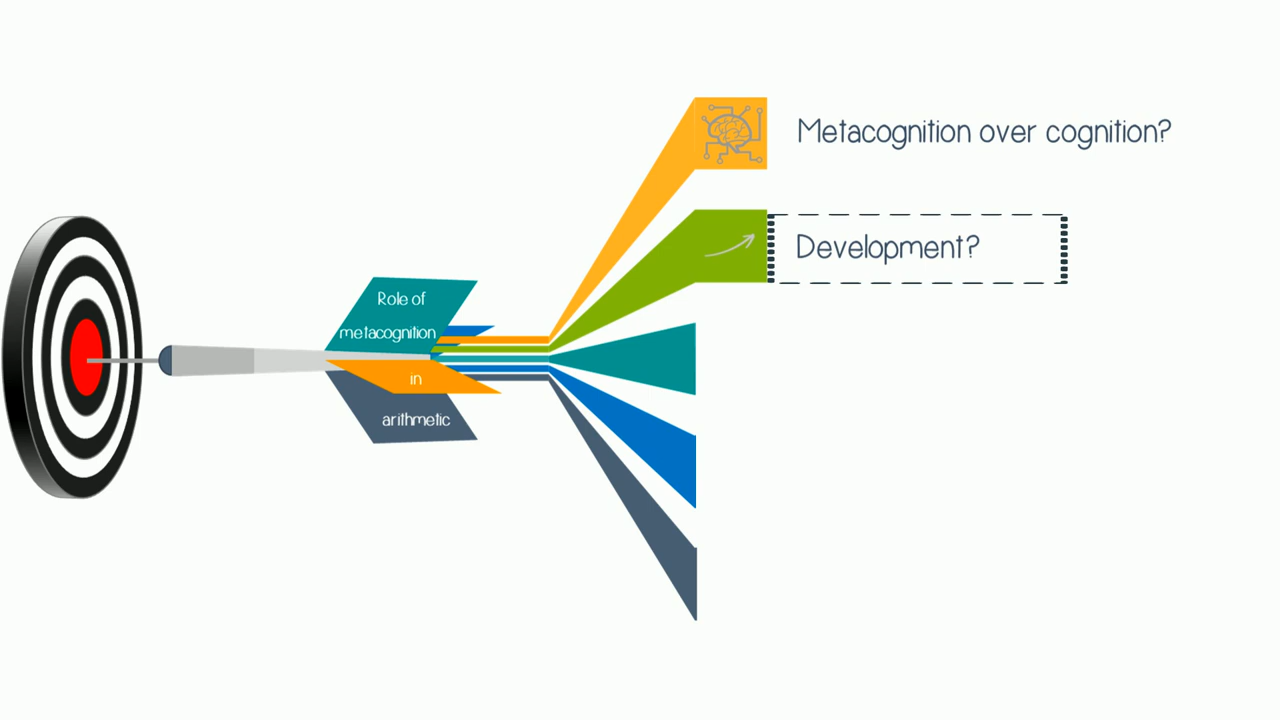 Metacognition over cognition?
Development?
Role of
metacognition
in
arithmetic